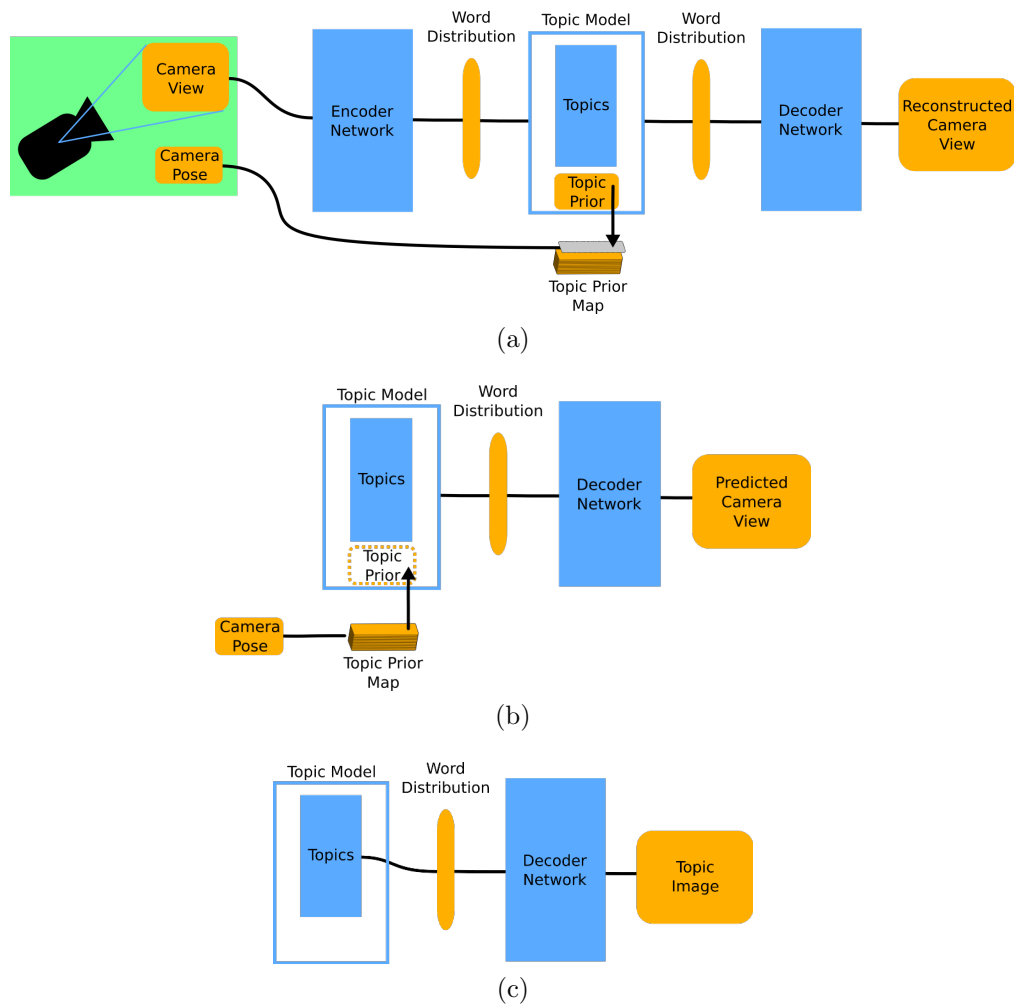 Camera
View
Camera
Pose
Encoder
Network
Word
Distribution
Topic Model
Topics
Topic
Prior
Topic Prior
Map
Word
Distribution
Decoder
Network
Reconstructed
Camera
View
(a)
Topic Model
Topics
Topic
Prior
Camera
Pose
Topic Prior
Map
Word
Distribution
Decoder
Network
Predicted
Camera
View
(b)
Topic Model
Topics
Word
Distribution
Decoder
Network
Topic
Image
(c)